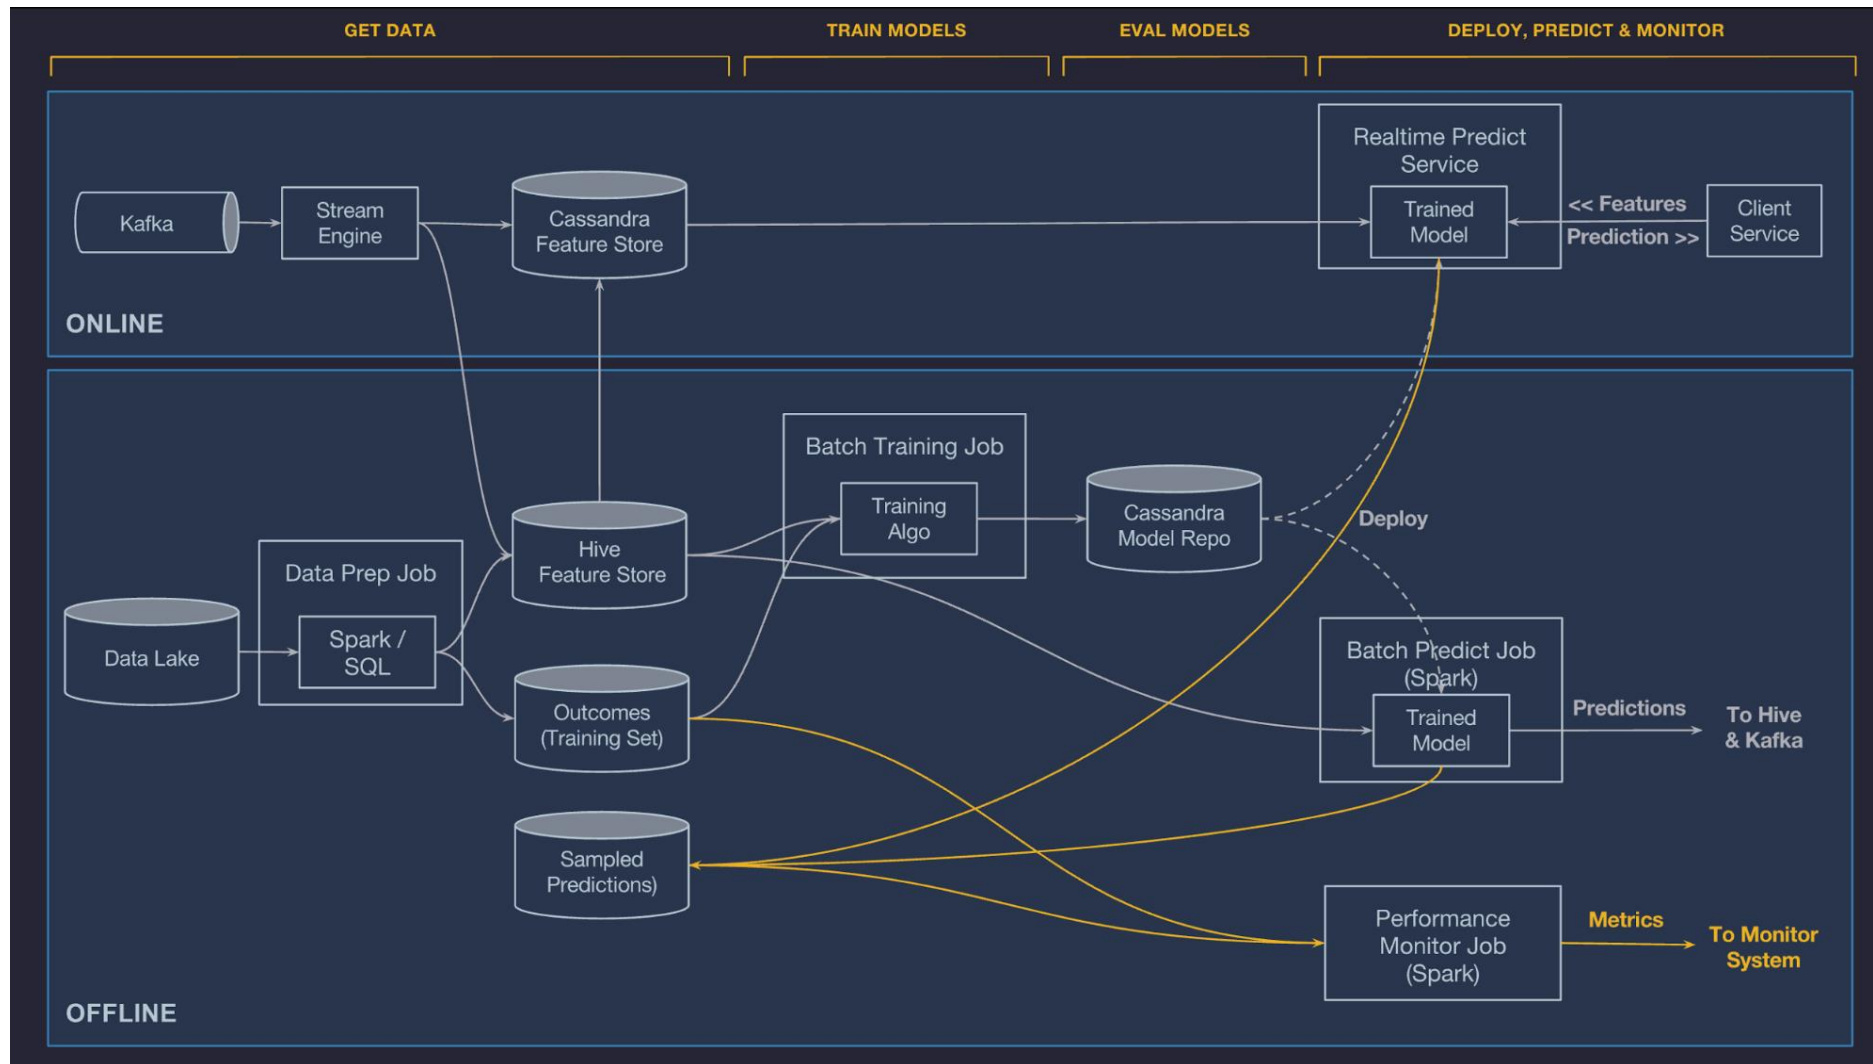 GET DATA
TRAIN MODELS
EVAL MODELS
DEPLOY, PREDICT & MONITOR
Kafka
Stream
Engine
Cassandra
Feature Store
Realtime Predict
Service
Trained
Model
<< Features
Prediction >>
Client
Service
ONLINE
Batch Training Job
Training
Algo
Cassandra
Model Repo
Deploy
Hive
Feature Store
Data Prep Job
Spark /
SQL
Data Lake
Outcomes
(Training Set)
Batch Predict Job
(Spark)
Trained
Model
Predictions
To Hive
& Kafka
Sampled
Predictions)
Performance
Monitor Job
(Spark)
Metrics
To Monitor
System
OFFLINE